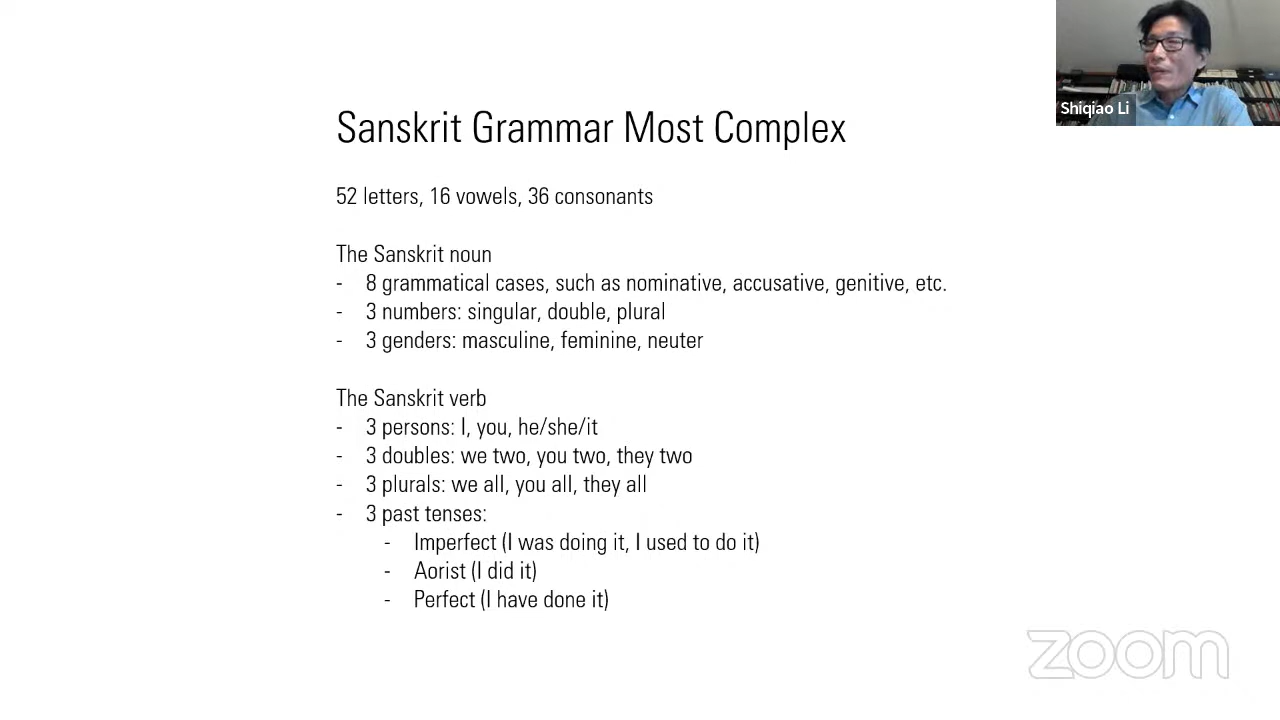 Shiqiao Li
Sanskrit Grammar Most Complex
52 letters, 16 vowels, 36 consonants
The Sanskrit noun
- 8 grammatical cases, such as nominative, accusative, genitive, etc.
- 3 numbers: singular, double, plural
- 3 genders: masculine, feminine, neuter
The Sanskrit verb
- 3 persons: I, you, he/she/it
- 3 doubles: we two, you two, they two
- 3 plurals: we all, you all, they all
- 3 past tenses:
- Imperfect (I was doing it, I used to do it)
- Aorist (I did it)
- Perfect (I have done it)
zoom